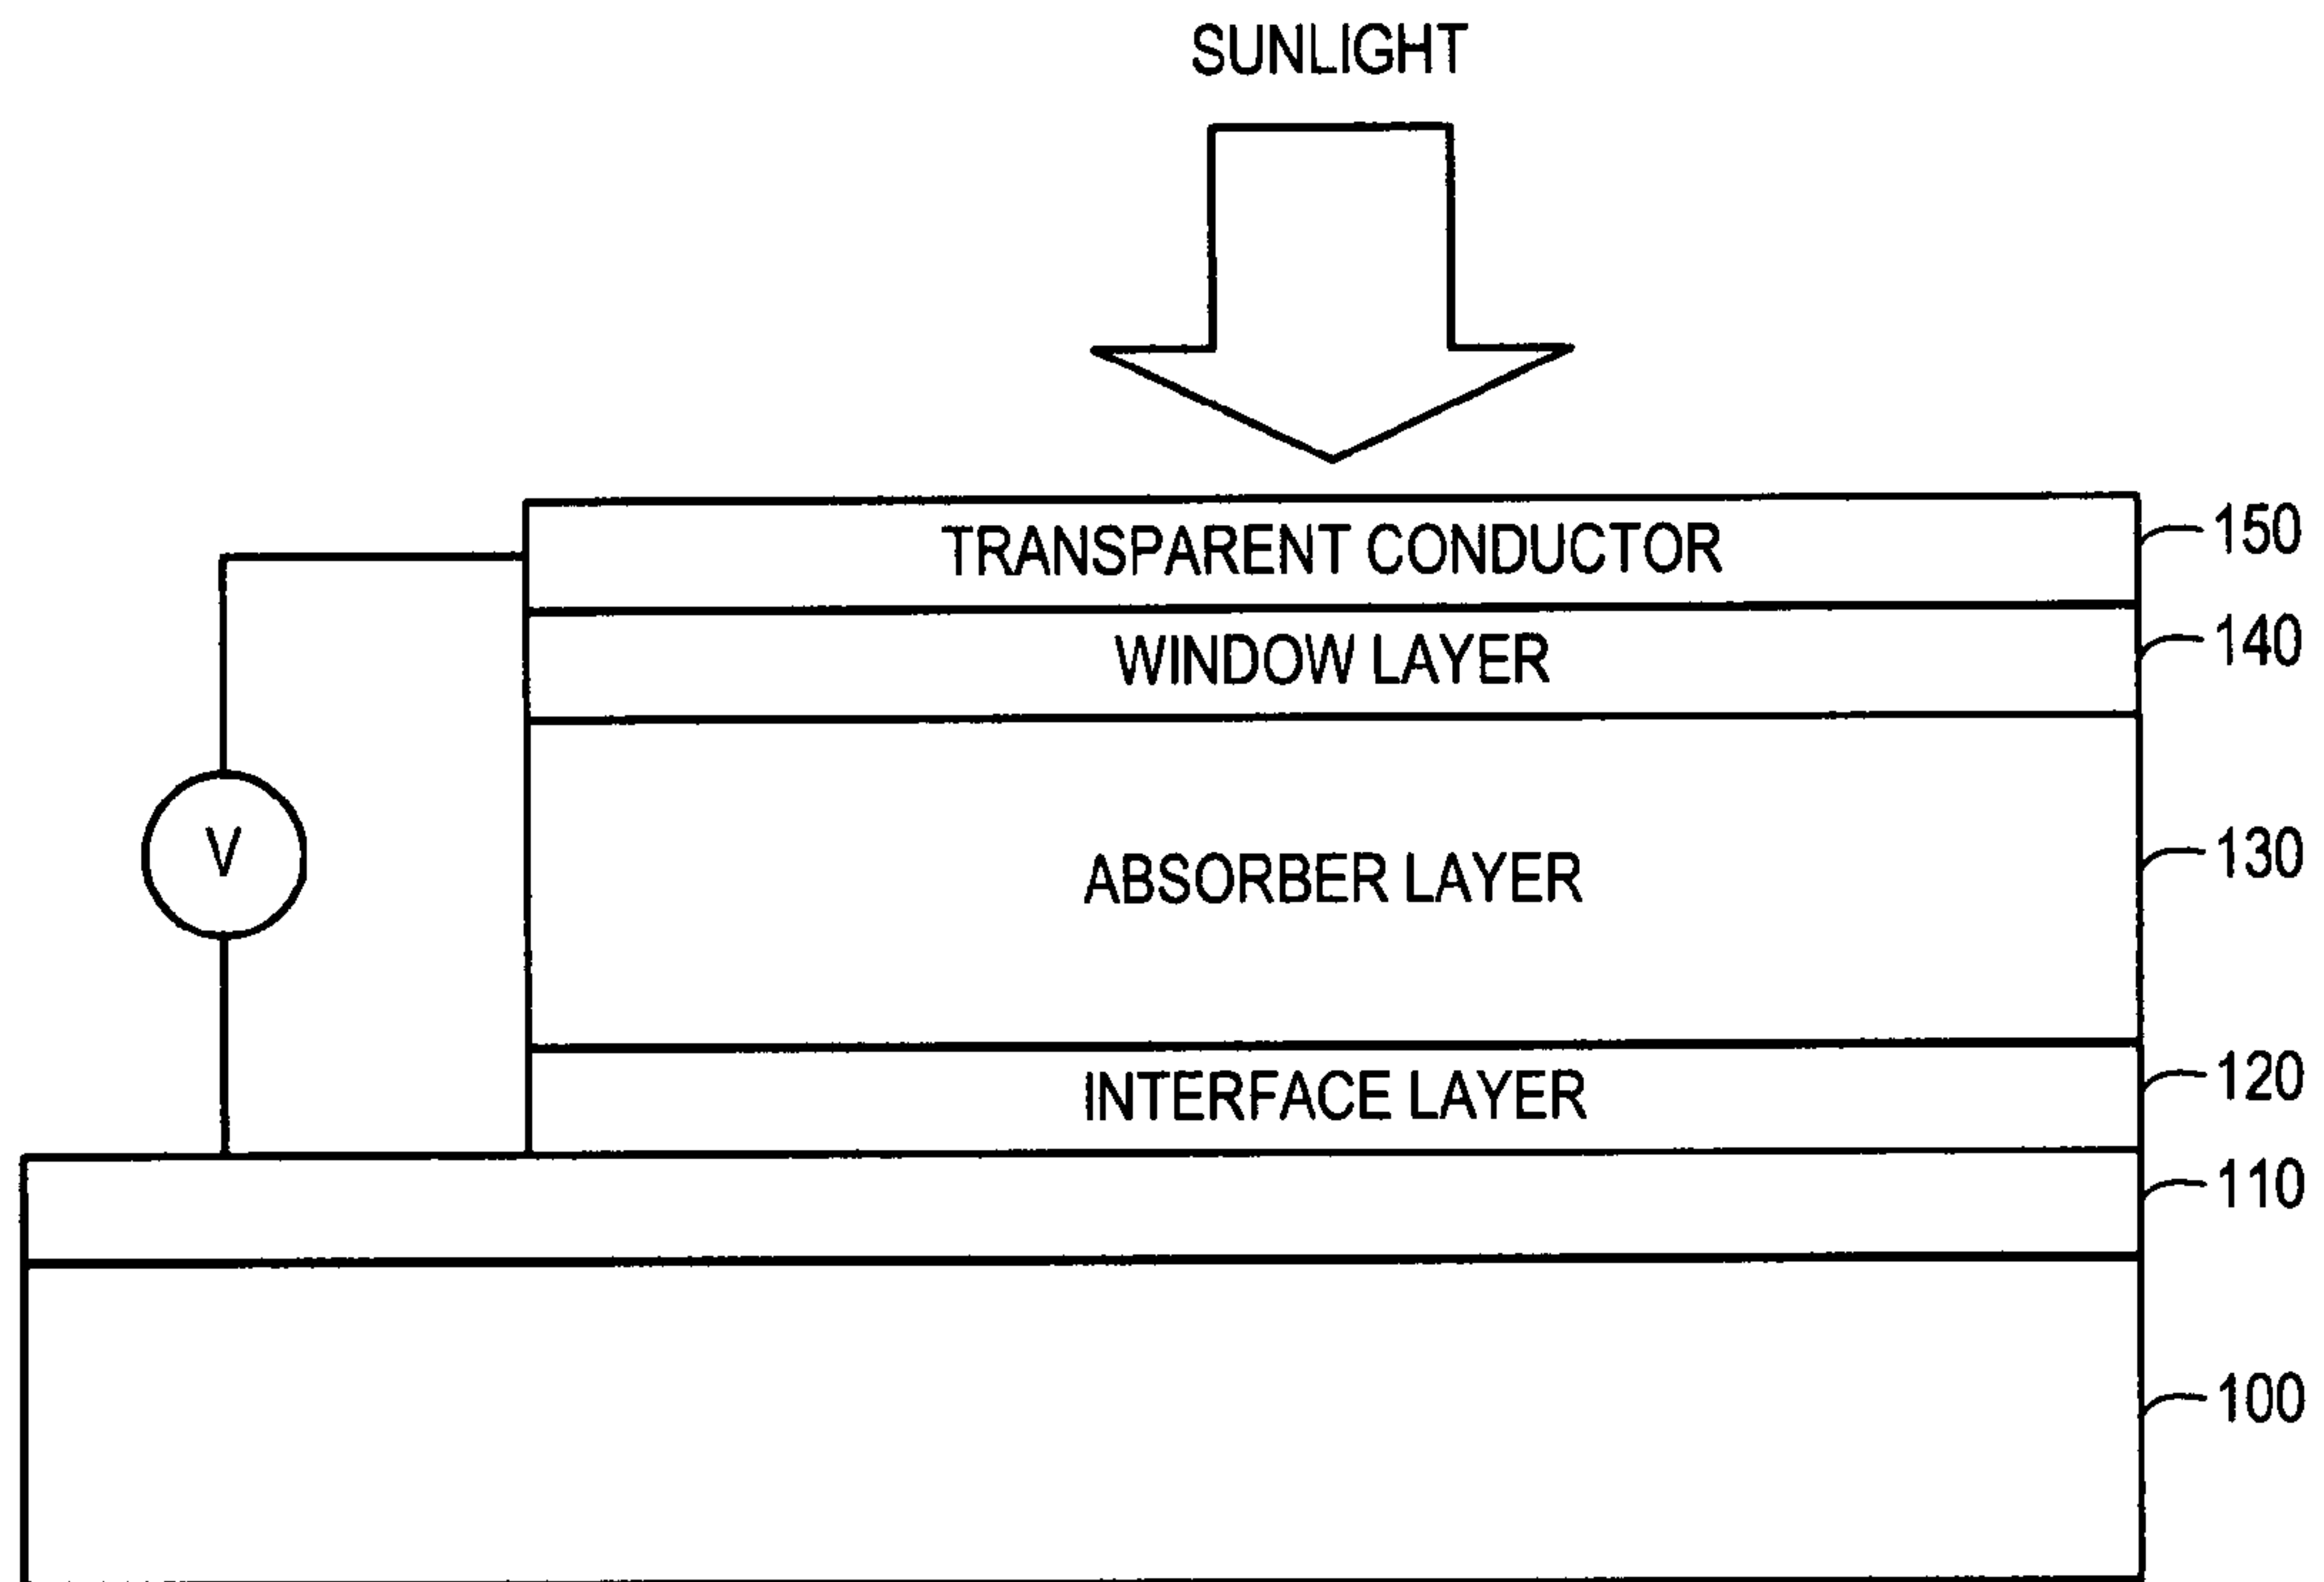 SUNLIGHT
TRANSPARENT CONDUCTOR
150
WINDOW LAYER
140
V
ABSORBER LAYER
130
INTERFACE LAYER
120
110
100